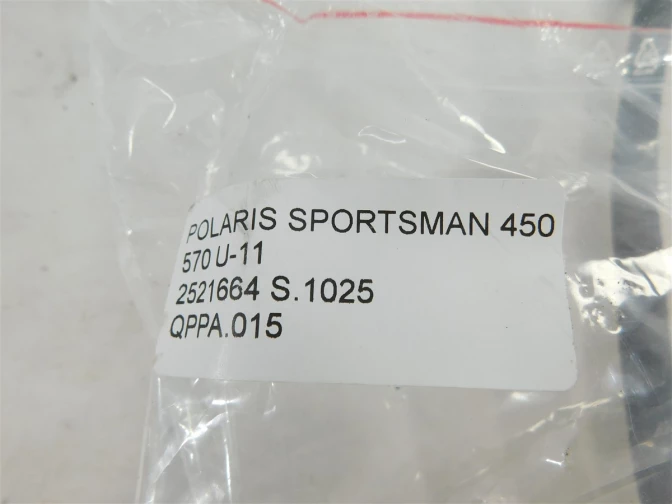 POLARIS SPORTSMAN 450
570 U-11
2521664 S.1025
QPPA.015